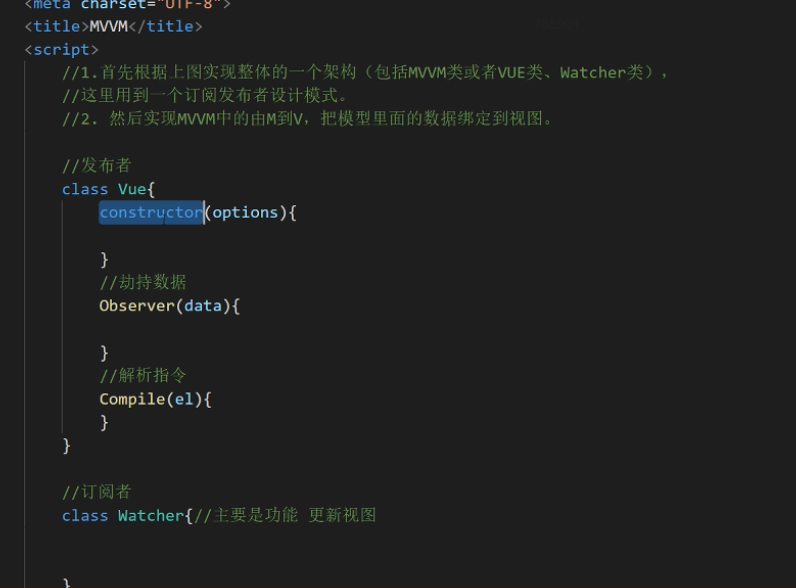 <meta charset="UTF-8">
<title>MVVM</title>
<script>
//1.首先根据上图实现整体的一个架构（包括MVVM类或者VUE类、Watcher类），
//这里用到一个订阅发布者设计模式。
//2. 然后实现MVVM中的由M到V，把模型里面的数据绑定到视图。
//发布者
class Vue{
constructor(options){
}
//劫持数据
Observer(data){
}
//解析指令
Compile(el){
}
}
//订阅者
class Watcher{//主要是功能 更新视图
}